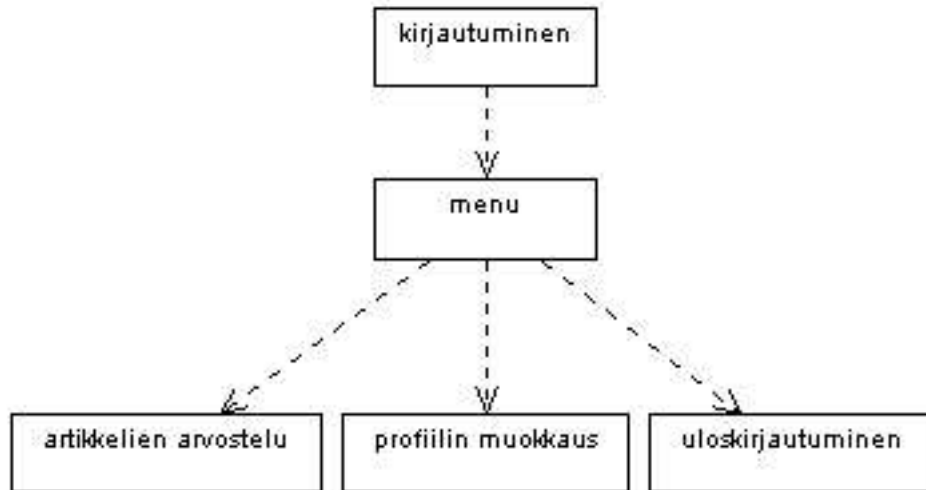 kirjautuminen
menu
artikkelien arvostelu
profiilin muokkaus
uloskirjautuminen